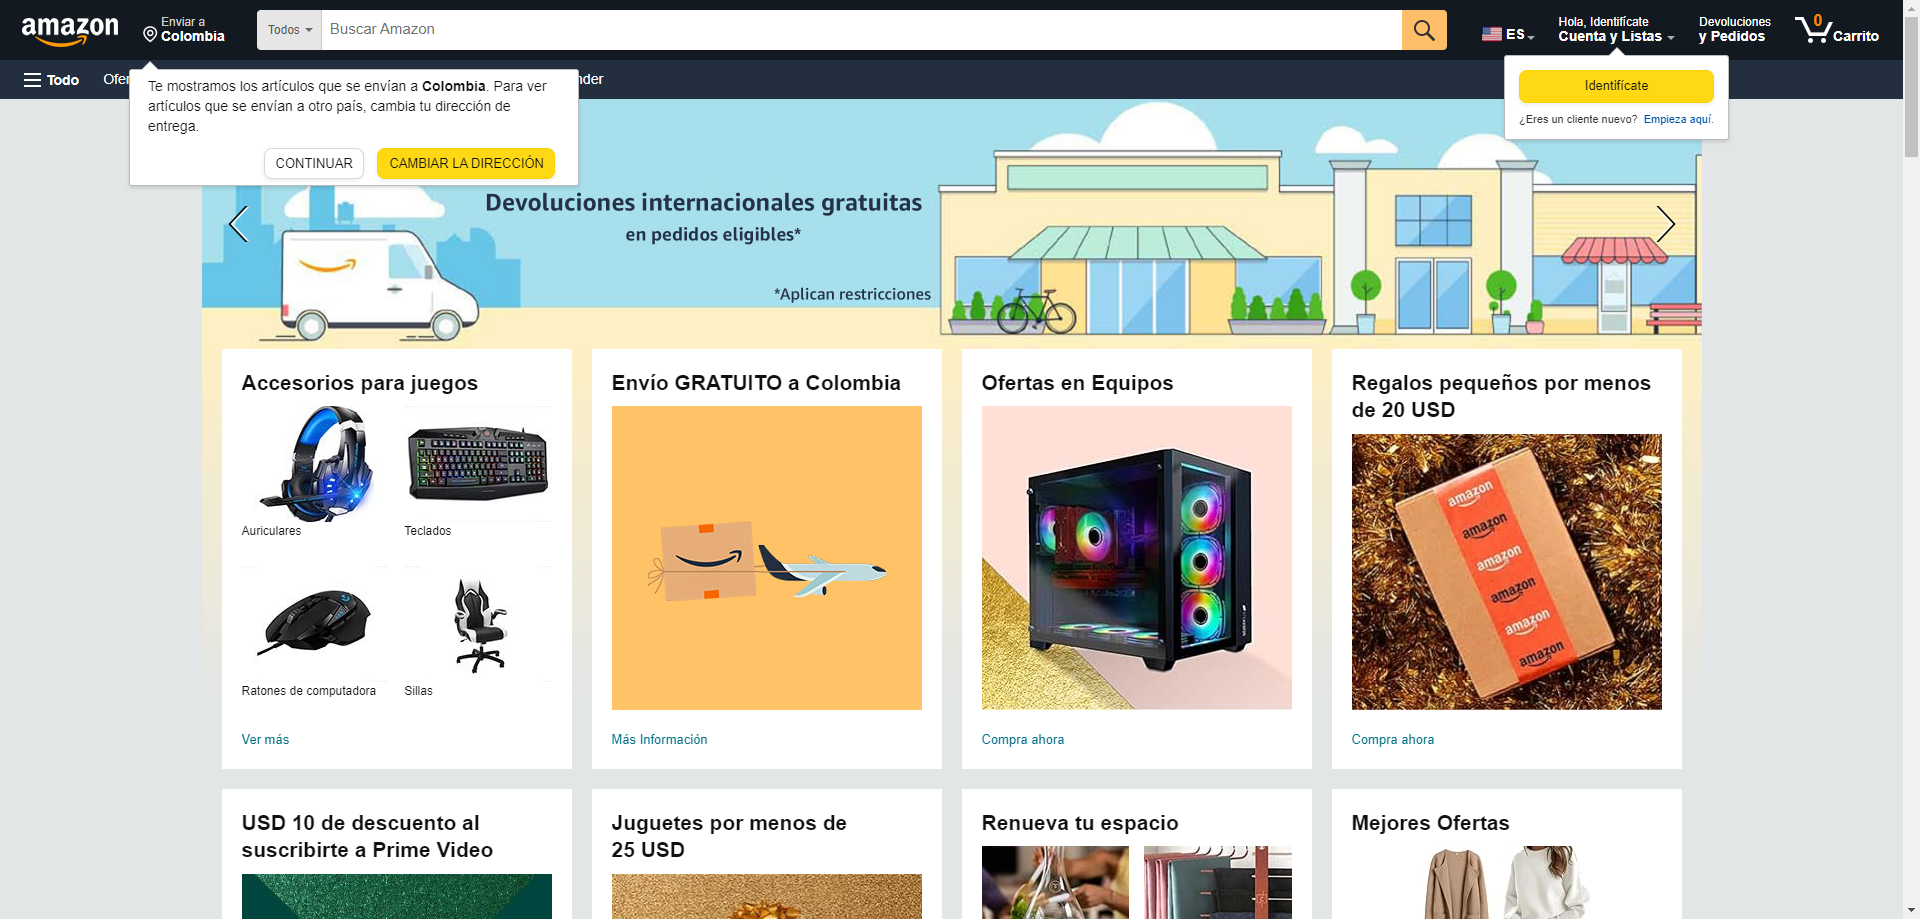 amazon
Enviar a
Colombia
Todos
Buscar Amazon
ES
Hola, Identifícate
Cuenta y Listas
Devoluciones
y Pedidos
0
Carrito
Todo
Te mostramos los artículos que se envían a Colombia. Para ver
artículos que se envían a otro país, cambia tu dirección de
entrega.
CONTINUAR
CAMBIAR LA DIRECCIÓN
Identifícate
¿Eres un cliente nuevo? Empieza aquí.
Devoluciones internacionales gratuitas
en pedidos eligibles*
*Aplican restricciones
Accesorios para juegos
Auriculares
Teclados
Ratones de computadora
Sillas
Ver más
Envío GRATUITO a Colombia
Más Información
Ofertas en Equipos
Compra ahora
Regalos pequeños por menos
de 20 USD
amazon
amazon
amazon
amazon
amazon
amazon
Compra ahora
USD 10 de descuento al
suscribirte a Prime Video
Juguetes por menos de
25 USD
Renueva tu espacio
Mejores Ofertas